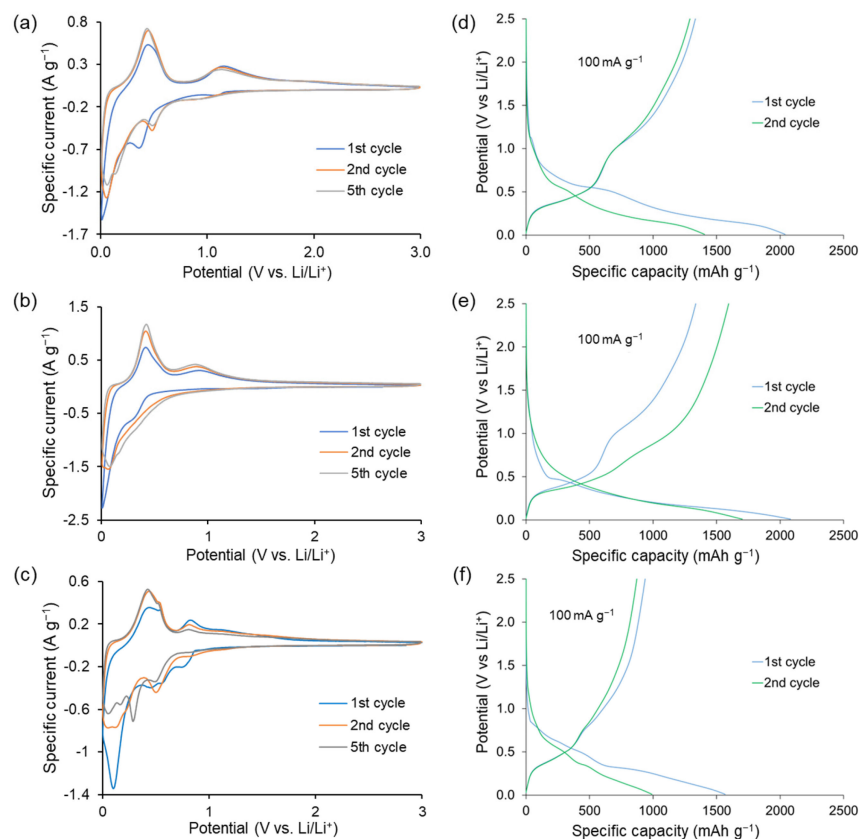 (a)
0.8
0.3
-0.2
-0.7
-1.2
-1.7
Specific current (A g⁻¹)
1st cycle
2nd cycle
5th cycle
0.0
1.0
2.0
3.0
Potential (V vs. Li/Li⁺)
(d)
2.5
2.0
1.5
1.0
0.5
0.0
Potential (V vs Li/Li⁺)
100 mA g⁻¹
1st cycle
2nd cycle
0
500
1000
1500
2000
2500
Specific capacity (mAh g⁻¹)
(b)
1.5
0.5
-0.5
-1.5
-2.5
Specific current (A g⁻¹)
1st cycle
2nd cycle
5th cycle
0
1
2
3
Potential (V vs. Li/Li⁺)
(e)
2.5
2.0
1.5
1.0
0.5
0.0
Potential (V vs Li/Li⁺)
100 mA g⁻¹
1st cycle
2nd cycle
0
500
1000
1500
2000
2500
Specific capacity (mAh g⁻¹)
(c)
0.6
0.2
-0.2
-0.6
-1
-1.4
Specific current (A g⁻¹)
1st cycle
2nd cycle
5th cycle
0
1
2
3
Potential (V vs. Li/Li⁺)
(f)
2.5
2.0
1.5
1.0
0.5
0.0
Potential (V vs Li/Li⁺)
100 mA g⁻¹
1st cycle
2nd cycle
0
500
1000
1500
2000
2500
Specific capacity (mAh g⁻¹)